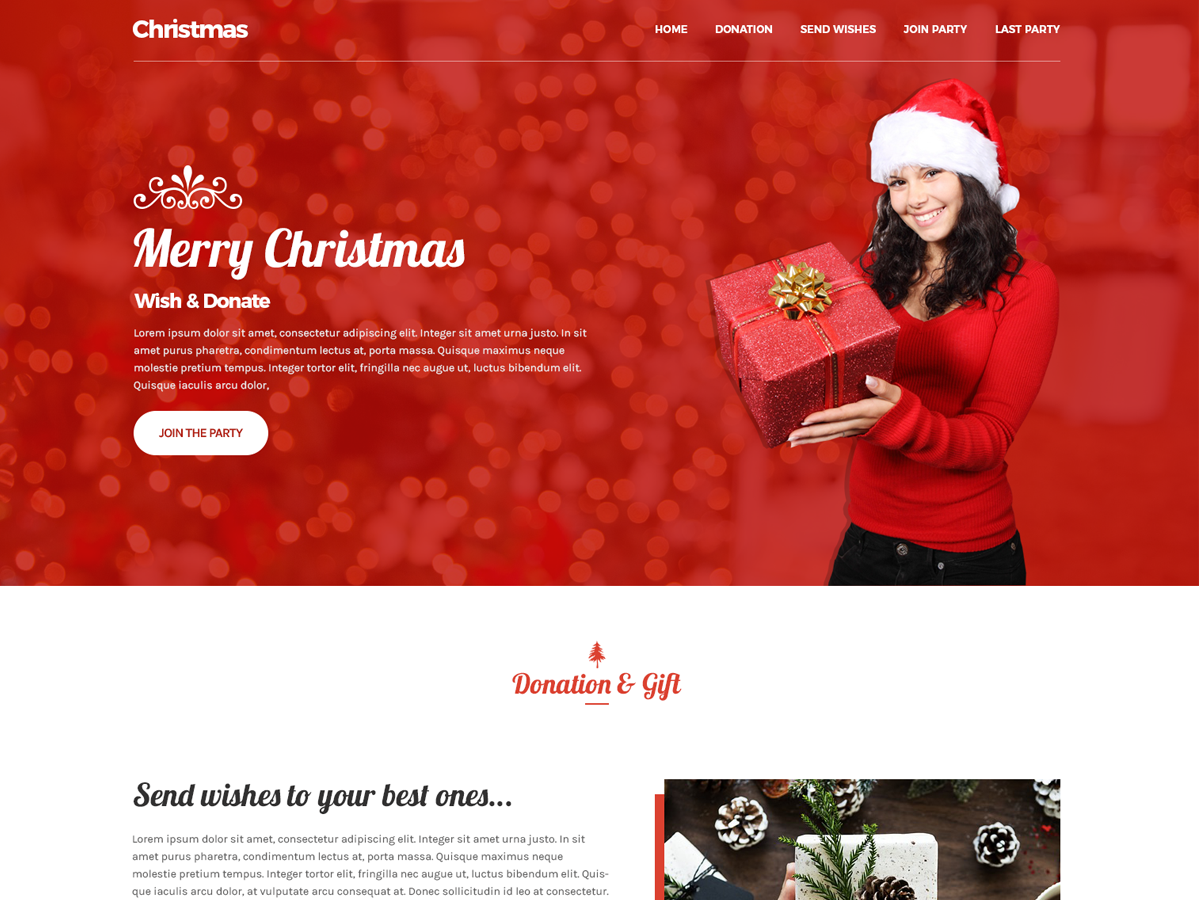 Christmas
HOME DONATION SEND WISHES JOIN PARTY LAST PARTY
Merry Christmas
Wish & Donate
Lorem ipsum dolor sit amet, consectetur adipiscing elit. Integer sit amet urna justo. In sit
amet purus pharetra, condimentum lectus at, porta massa. Quisque maximus neque
molestie pretium tempus. Integer tortor elit, fringilla nec augue ut, luctus bibendum elit.
Quisque iaculis arcu dolor,
JOIN THE PARTY
Donation & Gift
Send wishes to your best ones...
Lorem ipsum dolor sit amet, consectetur adipiscing elit. Integer sit amet urna justo. In sit
amet purus pharetra, condimentum lectus at, porta massa. Quisque maximus neque
molestie pretium tempus. Integer tortor elit, fringilla nec augue ut, luctus bibendum elit. Quis-
que iaculis arcu dolor, at vulputate arcu consequat at. Donec sollicitudin id leo at consectetur.